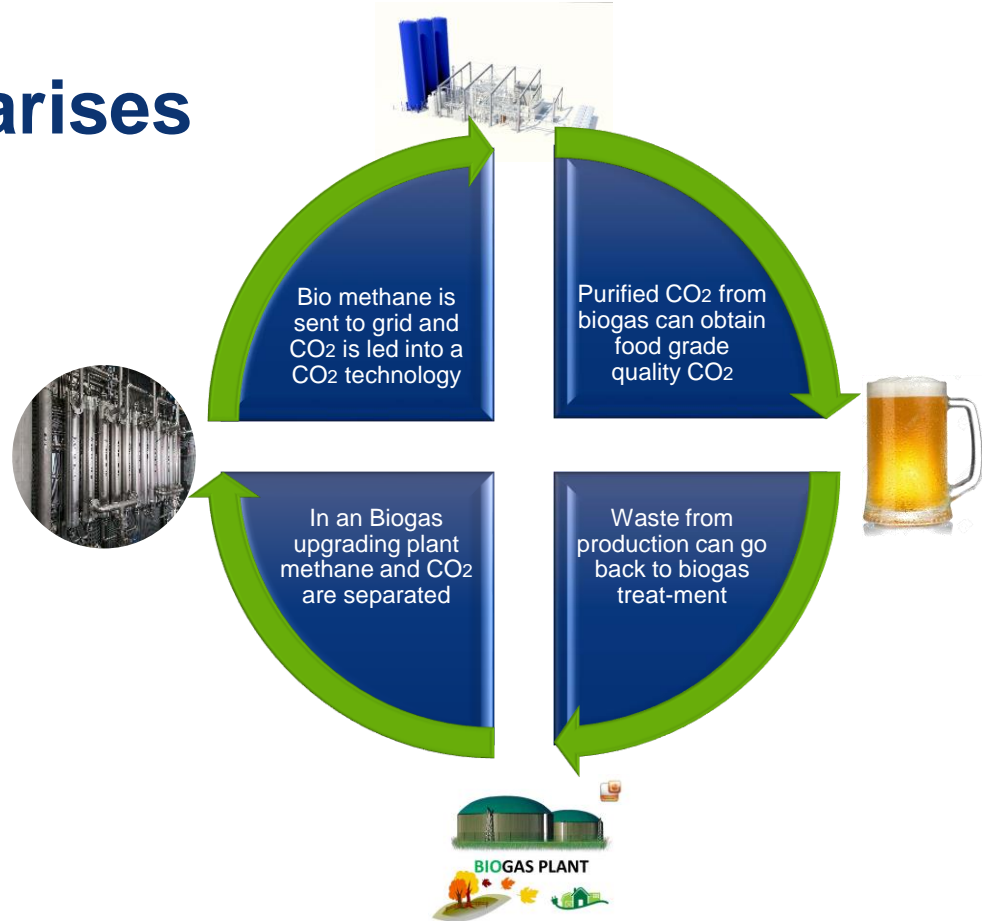 arises
Bio methane is
sent to grid and
CO2 is led into a
CO2 technology
Purified CO2 from
biogas can obtain
food grade
quality CO2
In an Biogas
upgrading plant
methane and CO2
are separated
Waste from
production can go
back to biogas
treat-ment
BIOGAS PLANT